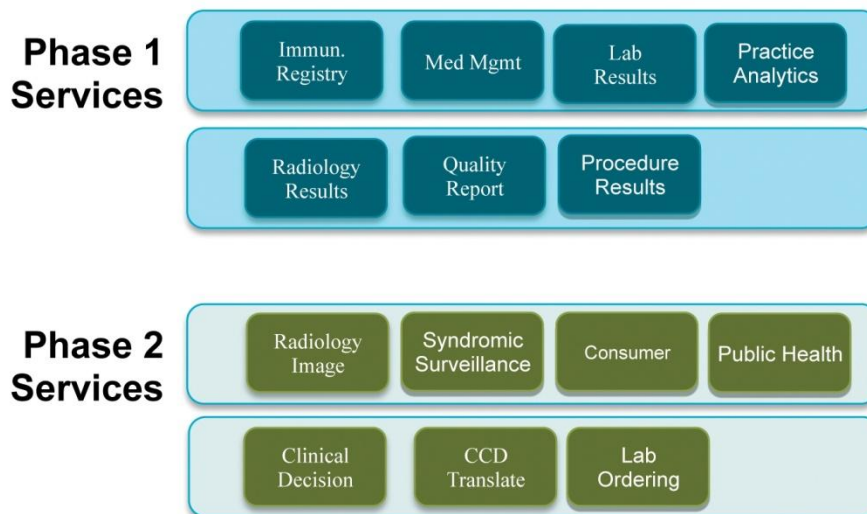 Phase 1
Services
Immun.
Registry
Med Mgmt
Lab
Results
Practice
Analytics
Radiology
Results
Quality
Report
Procedure
Results
Phase 2
Services
Radiology
Image
Syndromic
Surveillance
Consumer
Public Health
Clinical
Decision
CCD
Translate
Lab
Ordering